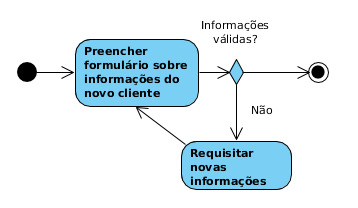 Informações
válidas?
Preencher
formulário sobre
informações do
novo cliente
Não
Requisitar
novas
informações